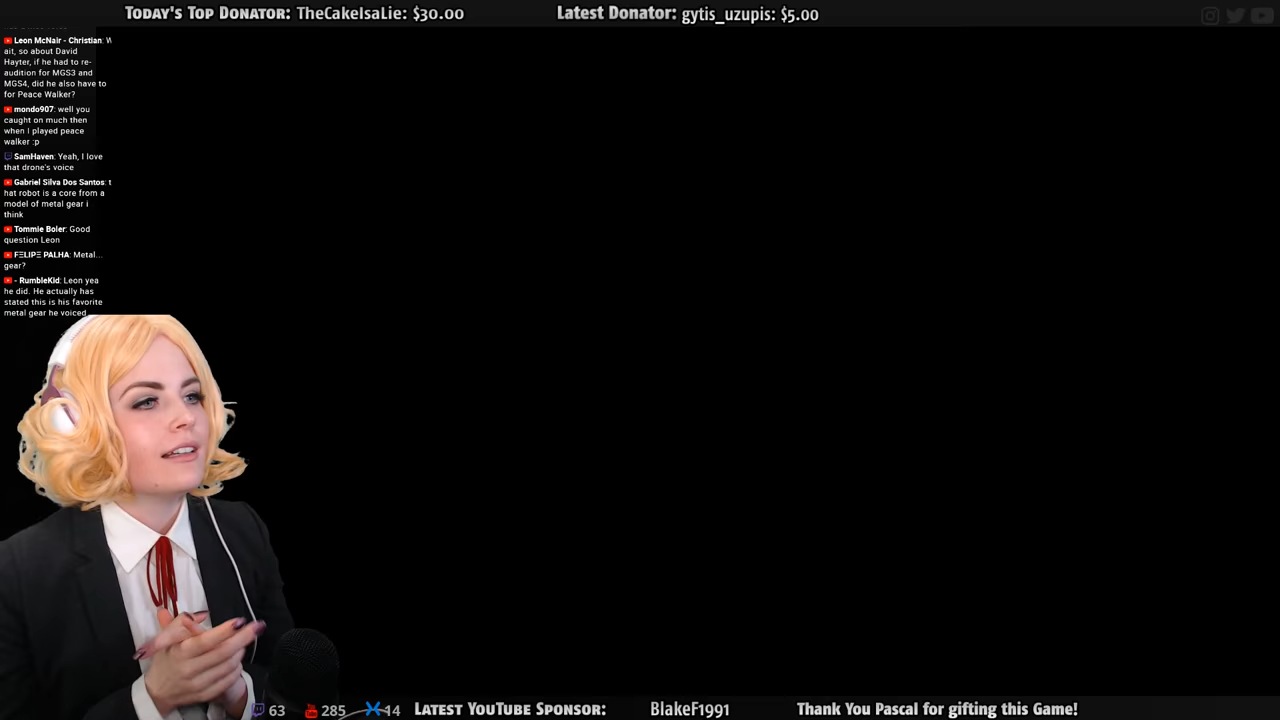 Today's Top Donator: TheCakeIsaLie: $30.00 Latest Donator: gytis_uzupis: $5.00
Leon McNair - Christian: W
ait, so about David
Hayter, if he had to re-
audition for MGS3 and
MGS4, did he also have to
for Peace Walker?
mondo907: well you
caught on much then
when I played peace
walker :p
SamHaven: Yeah, I love
that drone's voice
Gabriel Silva Dos Santos: t
hat robot is a core from a
model of metal gear i
think
Tommie Boler: Good
question Leon
FΞLIPΞ PALHA: Metal...
gear?
- RumbleKid: Leon yea
he did. He actually has
stated this is his favorite
metal gear he voiced
63 285 14 Latest YouTube Sponsor: BlakeF1991 Thank You Pascal for gifting this Game!